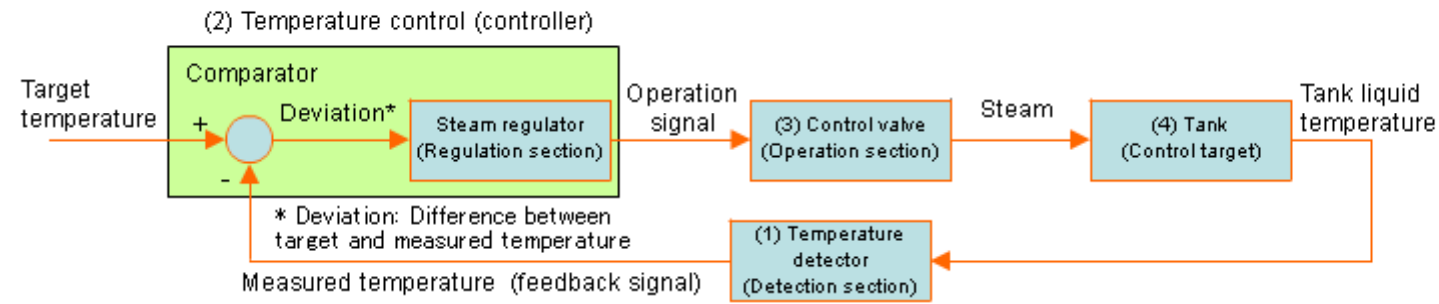 (2) Temperature control (controller)
Comparator
Target
temperature
+
-
Deviation*
Steam regulator
(Regulation section)
Operation
signal
(3) Control valve
(Operation section)
Steam
(4) Tank
(Control target)
Tank liquid
temperature
* Deviation: Difference between
target and measured temperature
(1) Temperature
detector
(Detection section)
Measured temperature (feedback signal)